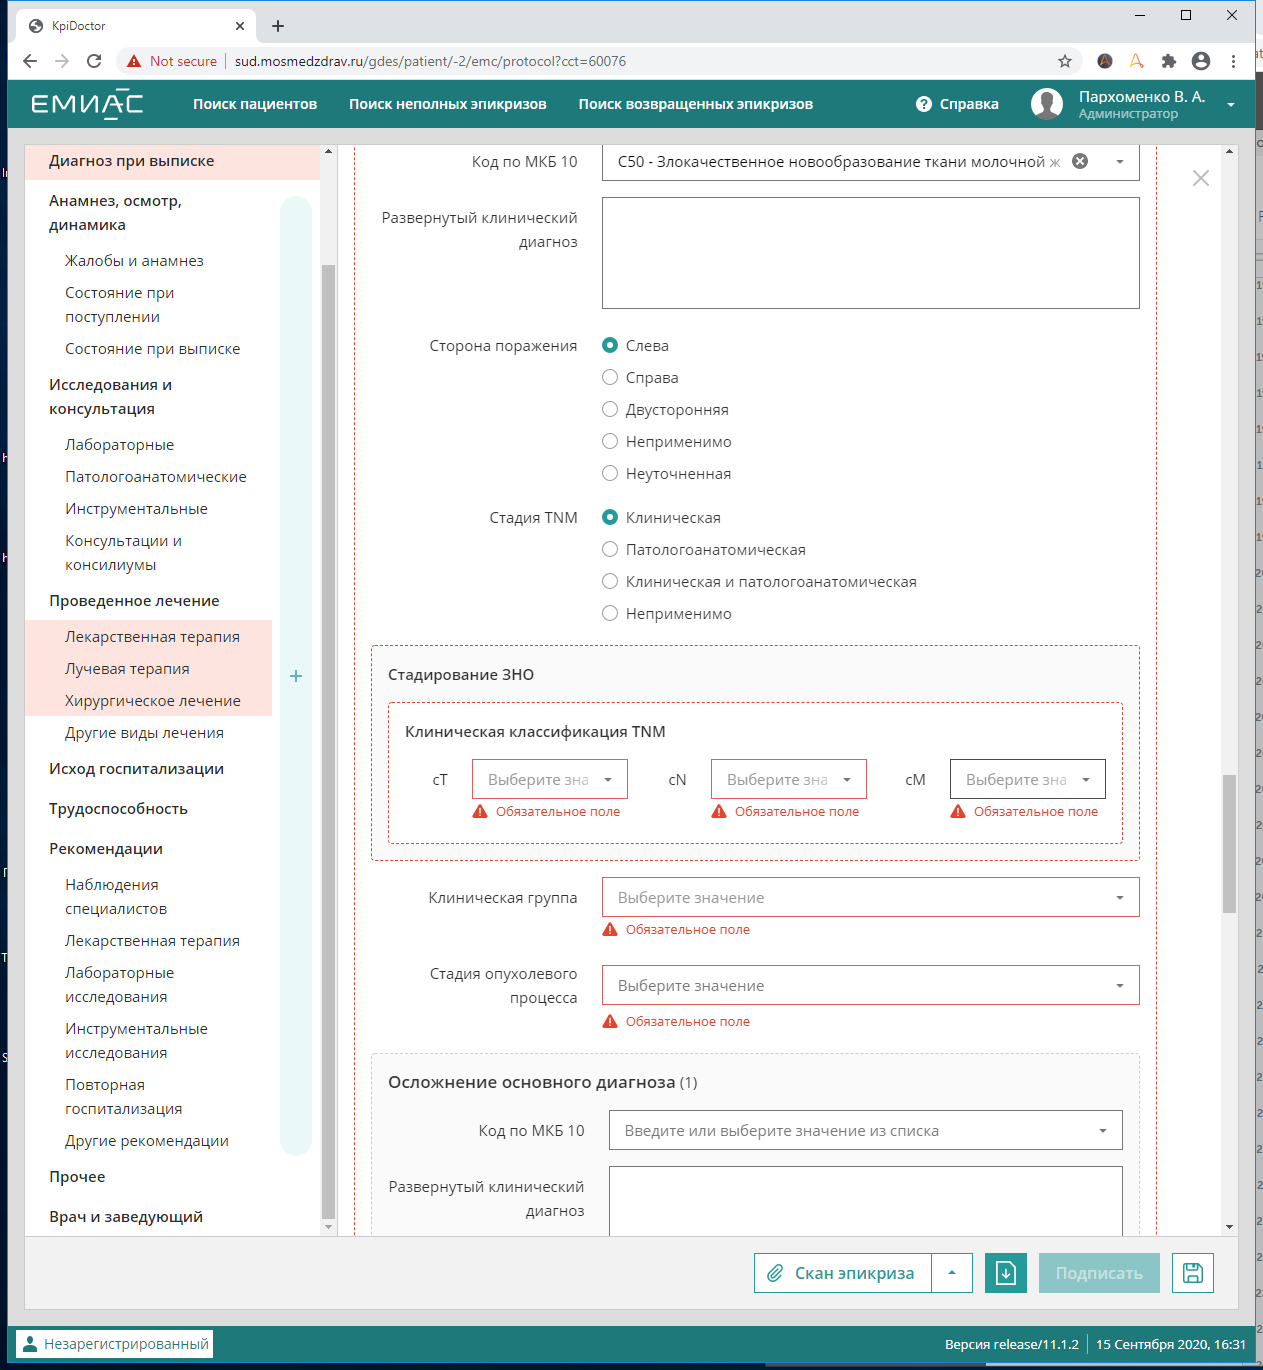 KpiDoctor
Not secure
sud.mosmedzdrav.ru/gdes/patient/-2/emc/protocol?cct=60076
ЕМИАС
Поиск пациентов
Поиск неполных эпикризов
Поиск возвращенных эпикризов
Справка
Пархоменко В. А.
Администратор
Диагноз при выписке
Анамнез, осмотр,
динамика
Жалобы и анамнез
Состояние при
поступлении
Состояние при выписке
Исследования и
консультация
Лабораторные
Патологоанатомические
Инструментальные
Консультации и
консилиумы
Проведенное лечение
Лекарственная терапия
Лучевая терапия
Хирургическое лечение
Другие виды лечения
Исход госпитализации
Трудоспособность
Рекомендации
Наблюдения
специалистов
Лекарственная терапия
Лабораторные
исследования
Инструментальные
исследования
Повторная
госпитализация
Другие рекомендации
Прочее
Врач и заведующий
Код по МКБ 10
C50 - Злокачественное новообразование ткани молочной ж
Развернутый клинический
диагноз
Сторона поражения
Слева
Справа
Двусторонняя
Неприменимо
Неуточненная
Стадия TNM
Клиническая
Патологоанатомическая
Клиническая и патологоанатомическая
Неприменимо
Стадирование ЗНО
Клиническая классификация TNM
cT Выберите зна cN Выберите зна cM Выберите зна
Обязательное поле Обязательное поле Обязательное поле
Клиническая группа
Выберите значение
Обязательное поле
Стадия опухолевого
процесса
Выберите значение
Обязательное поле
Осложнение основного диагноза (1)
Код по МКБ 10
Введите или выберите значение из списка
Развернутый клинический
диагноз
Скан эпикриза
Подписать
Незарегистрированный
Версия release/11.1.2
15 Сентября 2020, 16:31